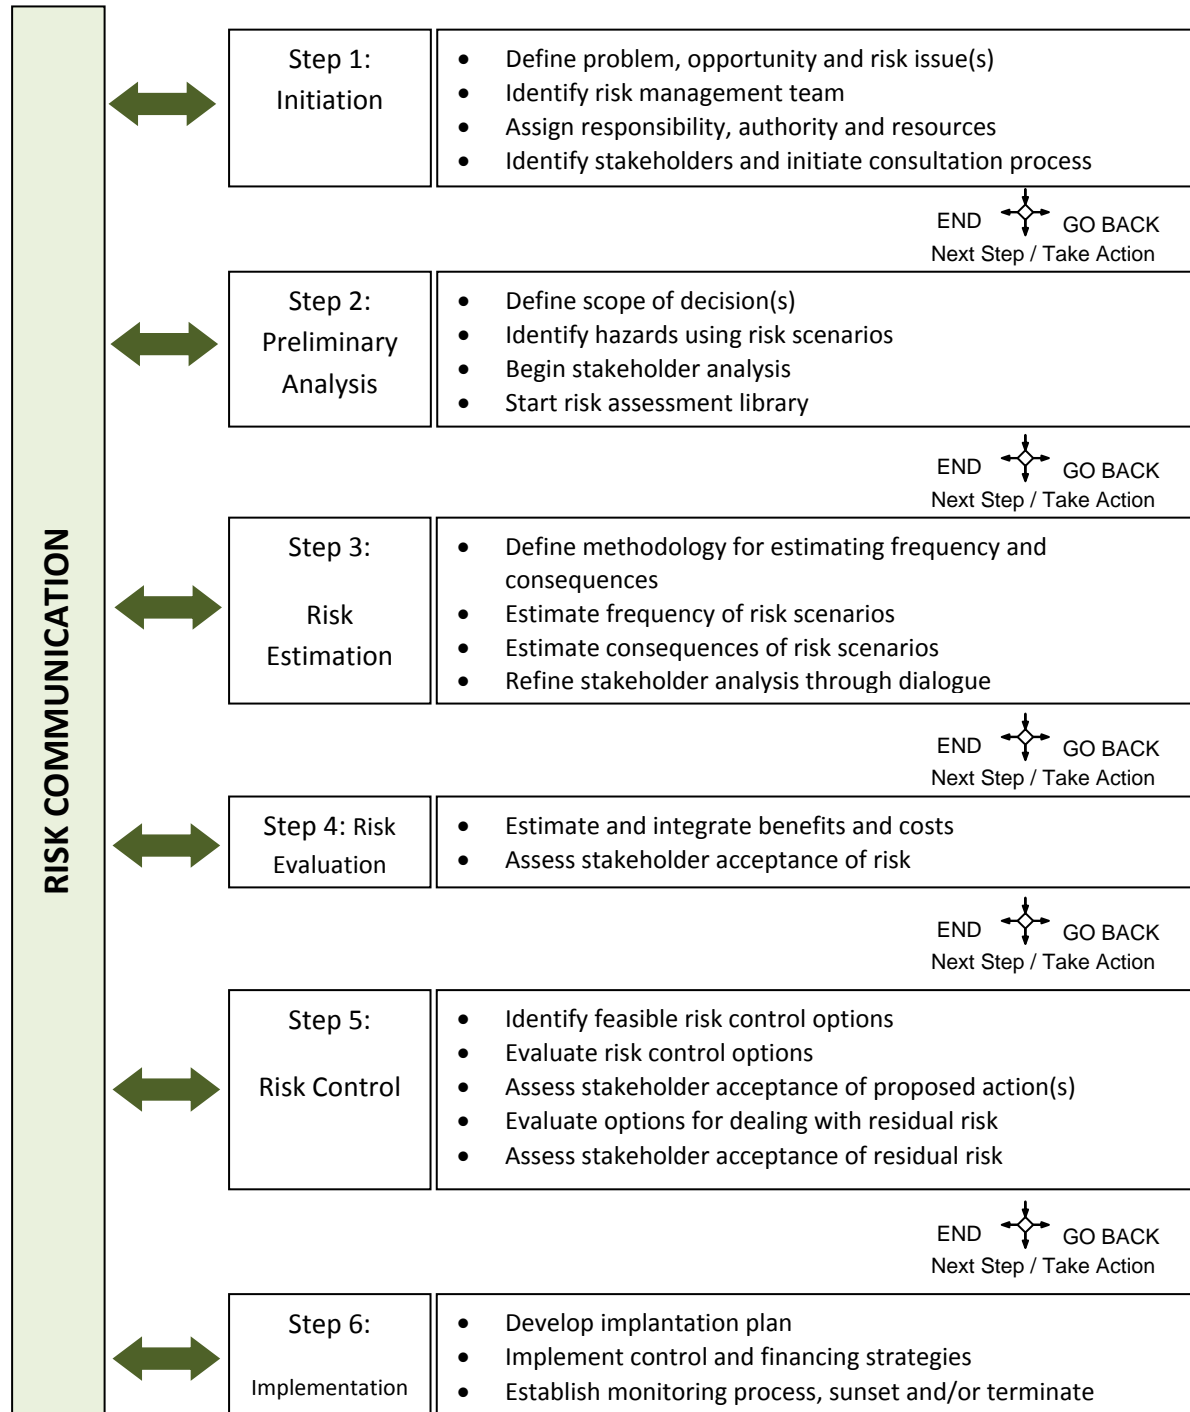 RISK COMMUNICATION
Step 1:
Initiation
• Define problem, opportunity and risk issue(s)
• Identify risk management team
• Assign responsibility, authority and resources
• Identify stakeholders and initiate consultation process
END GO BACK
Next Step / Take Action
Step 2:
Preliminary
Analysis
• Define scope of decision(s)
• Identify hazards using risk scenarios
• Begin stakeholder analysis
• Start risk assessment library
END GO BACK
Next Step / Take Action
Step 3:
Risk
Estimation
• Define methodology for estimating frequency and
consequences
• Estimate frequency of risk scenarios
• Estimate consequences of risk scenarios
• Refine stakeholder analysis through dialogue
END GO BACK
Next Step / Take Action
Step 4: Risk
Evaluation
• Estimate and integrate benefits and costs
• Assess stakeholder acceptance of risk
END GO BACK
Next Step / Take Action
Step 5:
Risk Control
• Identify feasible risk control options
• Evaluate risk control options
• Assess stakeholder acceptance of proposed action(s)
• Evaluate options for dealing with residual risk
• Assess stakeholder acceptance of residual risk
END GO BACK
Next Step / Take Action
Step 6:
Implementation
• Develop implantation plan
• Implement control and financing strategies
• Establish monitoring process, sunset and/or terminate